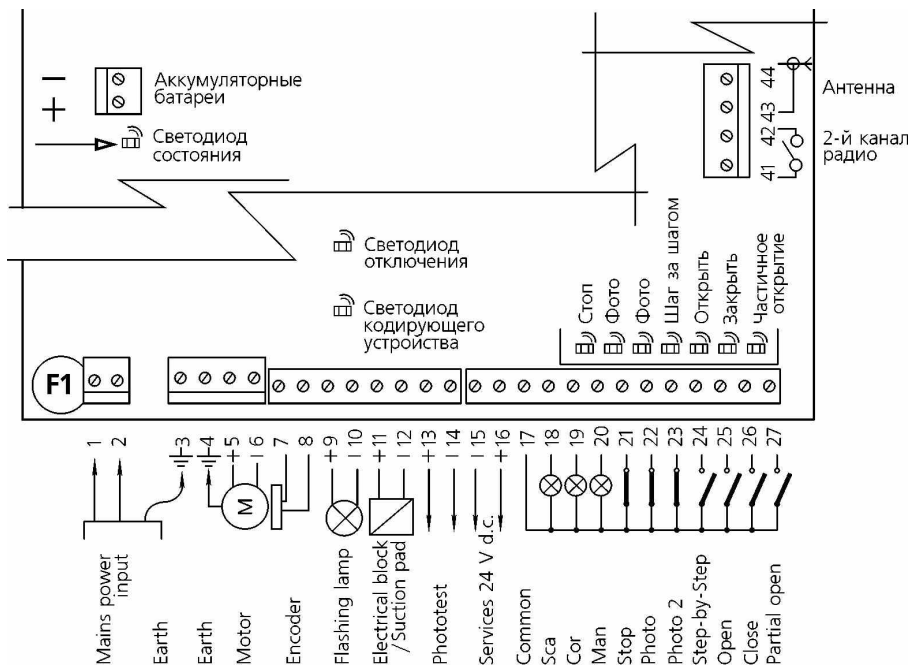 −
+
Аккумуляторные
батареи
Светодиод
состояния
44
43
42
41
Антенна
2-й канал
радио
Светодиод
отключения
Светодиод
кодирующего
устройства
Стоп
Фото
Фото
Шаг за шагом
Открыть
Закрыть
Частичное
открытие
F1
1
2
3
4
+5
6
7
8
+9
10
+11
12
+13
14
15
+16
17
18
19
20
21
22
23
24
25
26
27
M
Mains power
input
Earth
Earth
Motor
Encoder
Flashing lamp
Electrical block
/ Suction pad
Phototest
Services 24 V d.c.
Common
Sca
Cor
Man
Stop
Photo
Photo 2
Step-by-Step
Open
Close
Partial open